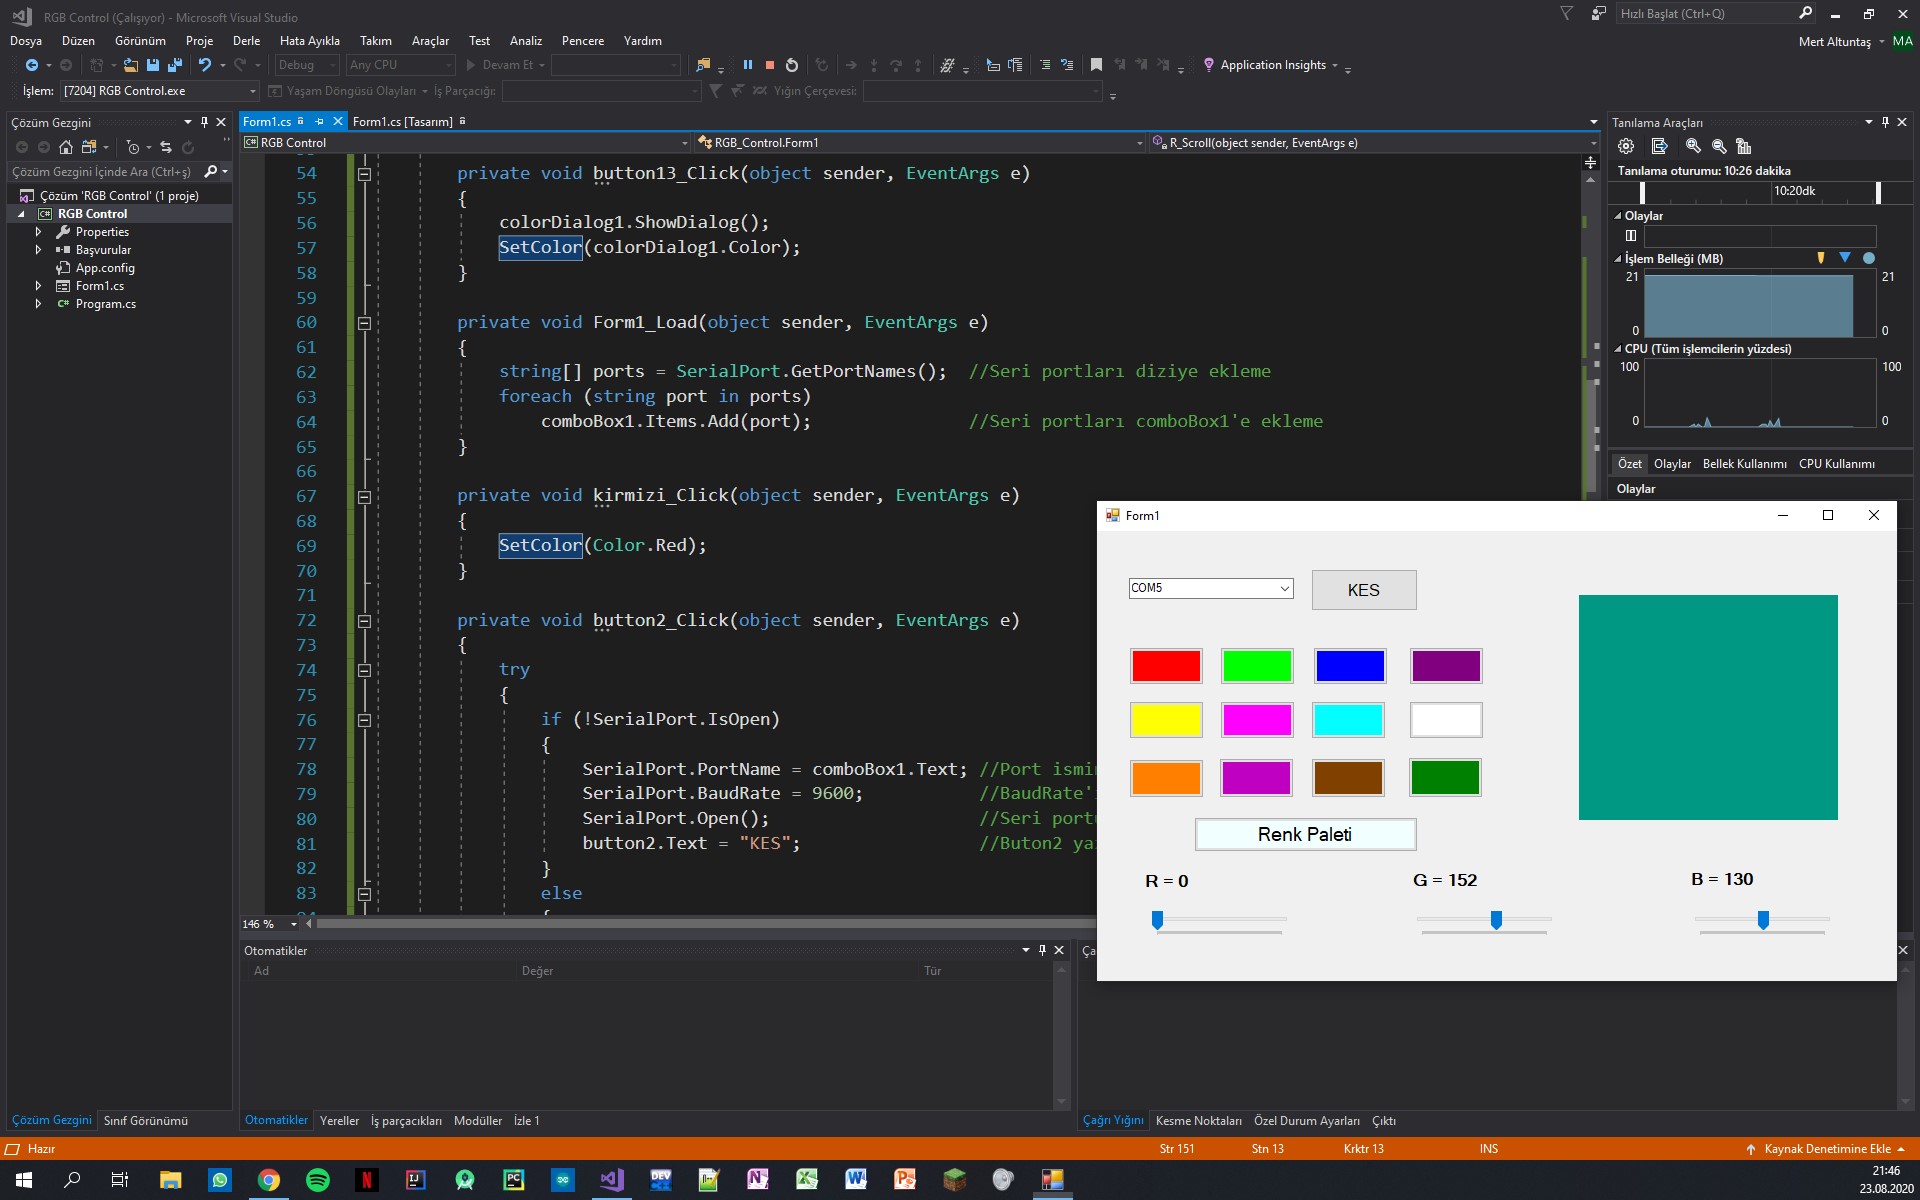 RGB Control (Çalışıyor) - Microsoft Visual Studio
Hızlı Başlat (Ctrl+Q)
Dosya Düzen Görünüm Proje Derle Hata Ayıkla Takım Araçlar Test Analiz Pencere Yardım
Mert Altuntaş MA
Debug Any CPU Devam Et Application Insights
İşlem: [7204] RGB Control.exe Yaşam Döngüsü Olayları İş Parçacığı: Yığın Çerçevesi:
Çözüm Gezgini
Çözüm Gezgini İçinde Ara (Ctrl+ş)
Çözüm 'RGB Control' (1 proje)
RGB Control
Properties
Başvurular
App.config
Form1.cs
Program.cs
Form1.cs Form1.cs [Tasarım]
RGB Control RGB_Control.Form1 R_Scroll(object sender, EventArgs e)
54 private void button13_Click(object sender, EventArgs e)
55 {
56 colorDialog1.ShowDialog();
57 SetColor(colorDialog1.Color);
58 }
59
60 private void Form1_Load(object sender, EventArgs e)
61 {
62 string[] ports = SerialPort.GetPortNames(); //Seri portları diziye ekleme
63 foreach (string port in ports)
64 comboBox1.Items.Add(port); //Seri portları comboBox1'e ekleme
65 }
66
67 private void kirmizi_Click(object sender, EventArgs e)
68 {
69 SetColor(Color.Red);
70 }
71
72 private void button2_Click(object sender, EventArgs e)
73 {
74 try
75 {
76 if (!SerialPort.IsOpen)
77 {
78 SerialPort.PortName = comboBox1.Text; //Port ismi
79 SerialPort.BaudRate = 9600; //BaudRate'
80 SerialPort.Open(); //Seri port
81 button2.Text = "KES"; //Buton2 ya
82 }
83 else
146 %
Tanılama Araçları
Tanılama oturumu: 10:26 dakika
10:20dk
Olaylar
İşlem Belleği (MB)
21 21
0 0
CPU (Tüm işlemcilerin yüzdesi)
100 100
0 0
Özet Olaylar Bellek Kullanımı CPU Kullanımı
Olaylar
Form1
COM5
KES
Renk Paleti
R = 0 G = 152 B = 130
Otomatikler
Ad Değer Tür
Ça
Çözüm Gezgini Sınıf Görünümü
Otomatikler Yereller İş parçacıkları Modüller İzle 1
Çağrı Yığını Kesme Noktaları Özel Durum Ayarları Çıktı
Hazır Str 151 Stn 13 Krktr 13 INS Kaynak Denetimine Ekle
21:46
23.08.2020